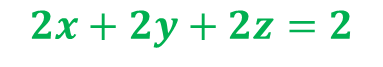 2x + 2y + 2z = 2